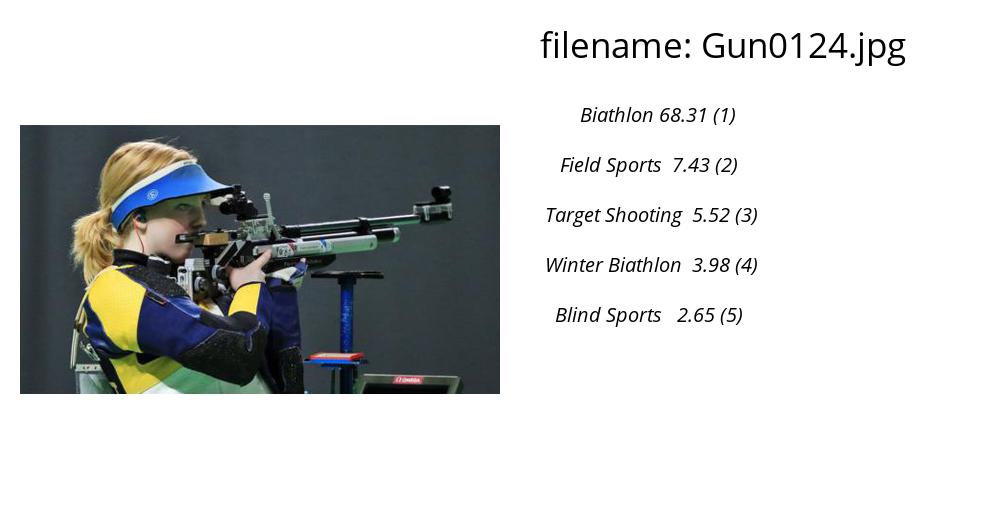 filename: Gun0124.jpg
Biathlon 68.31 (1)
Field Sports 7.43 (2)
Target Shooting 5.52 (3)
Winter Biathlon 3.98 (4)
Blind Sports 2.65 (5)